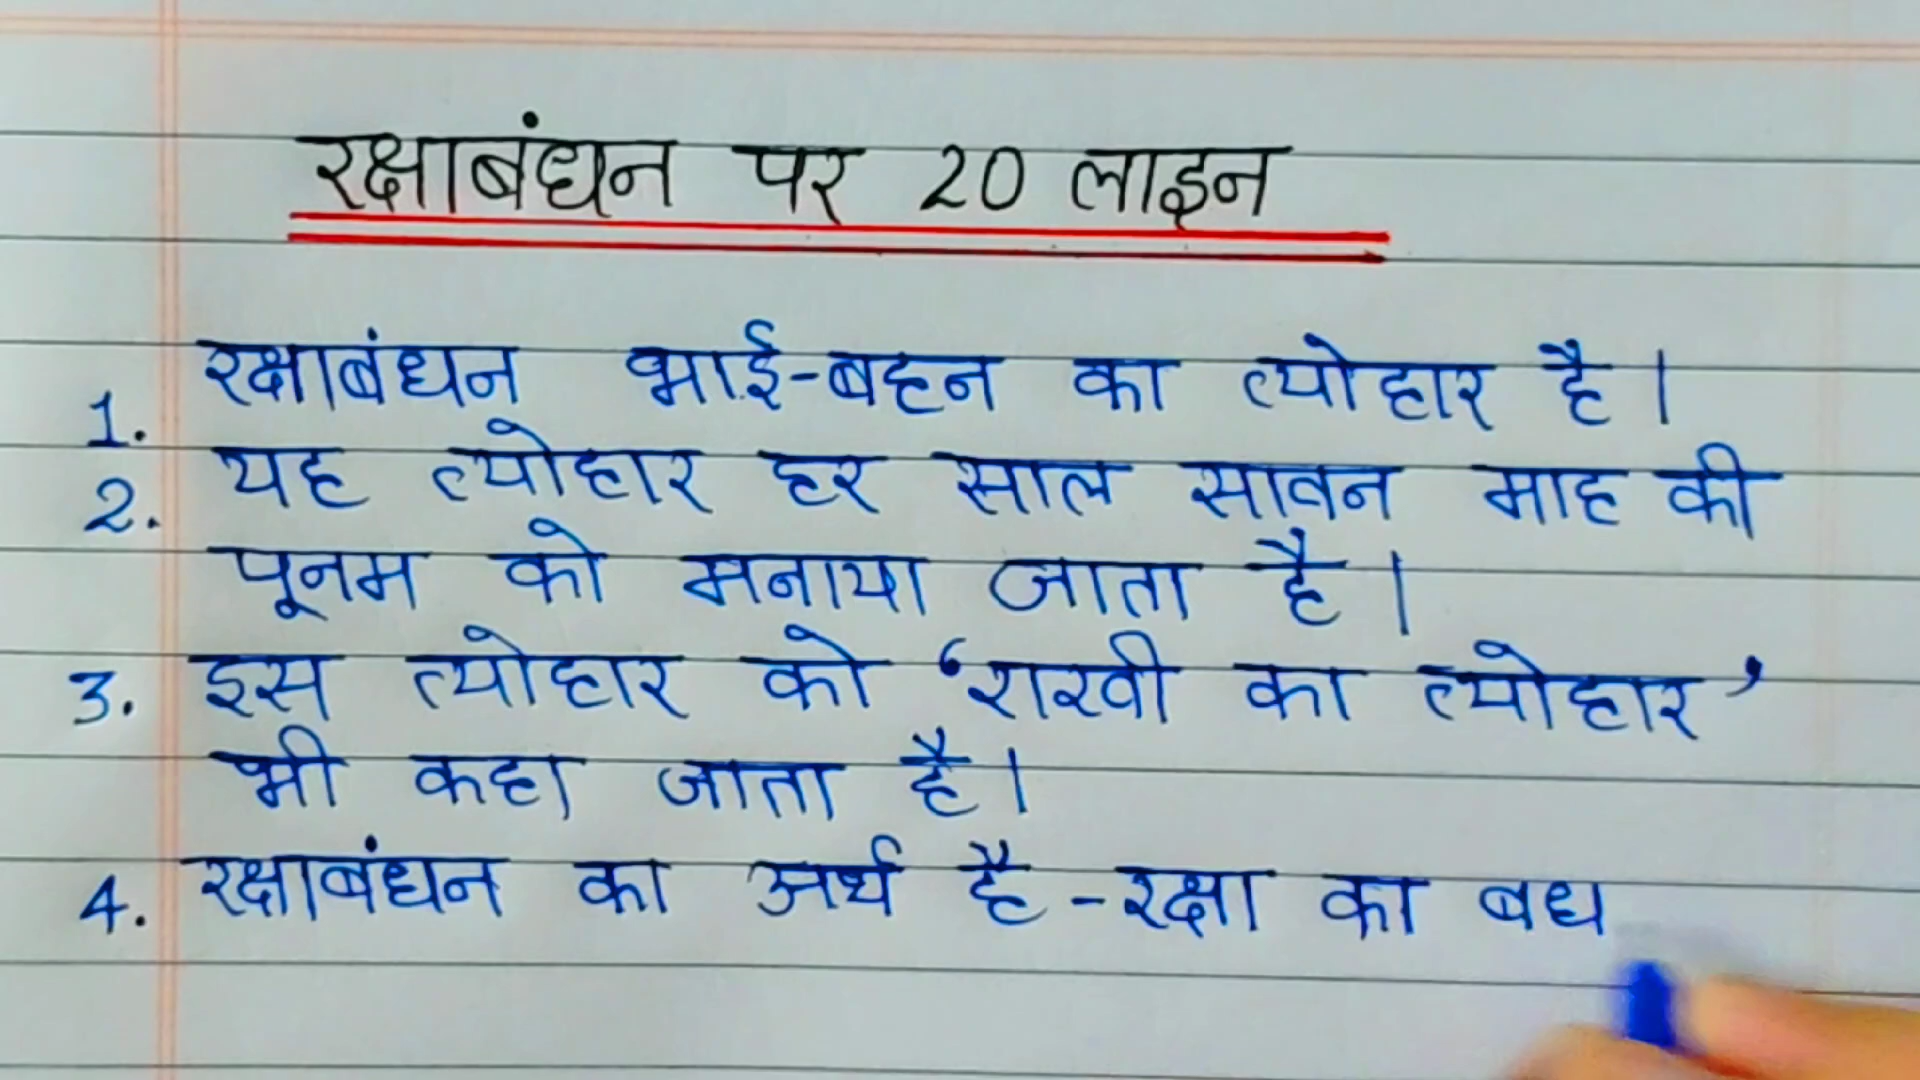 रक्षाबंधन पर 20 लाइन
1. रक्षाबंधन भाई-बहन का त्योहार है।
2. यह त्योहार हर साल सावन माह की
पूनम को मनाया जाता है।
3. इस त्योहार को ‘राखी का त्योहार’
भी कहा जाता है।
4. रक्षाबंधन का अर्थ है - रक्षा का बध